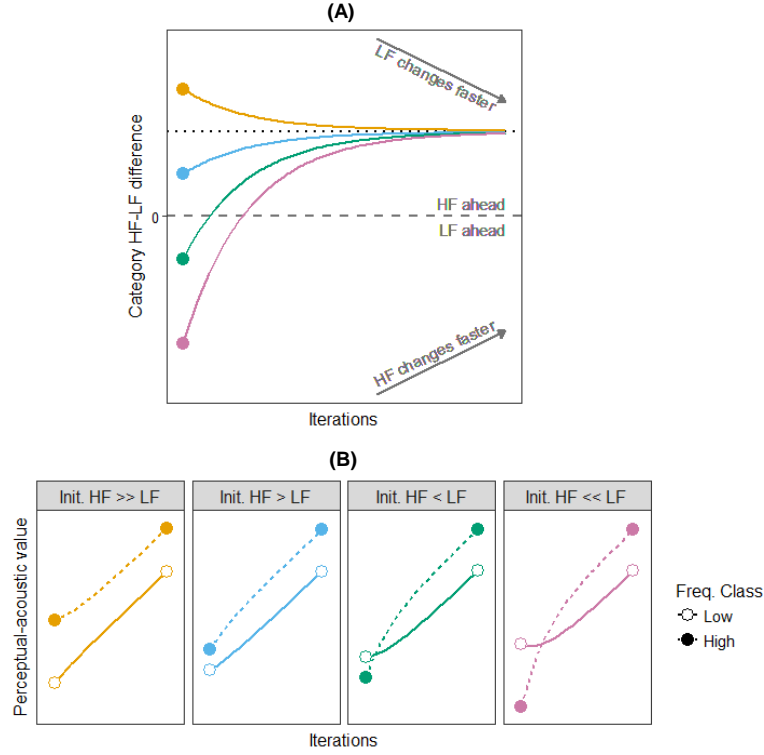 (A)
LF changes faster
Category HF-LF difference
HF ahead
0
LF ahead
HF changes faster
Iterations
(B)
Init. HF >> LF
Init. HF > LF
Init. HF < LF
Init. HF << LF
Perceptual-acoustic value
Freq. Class
Low
High
Iterations